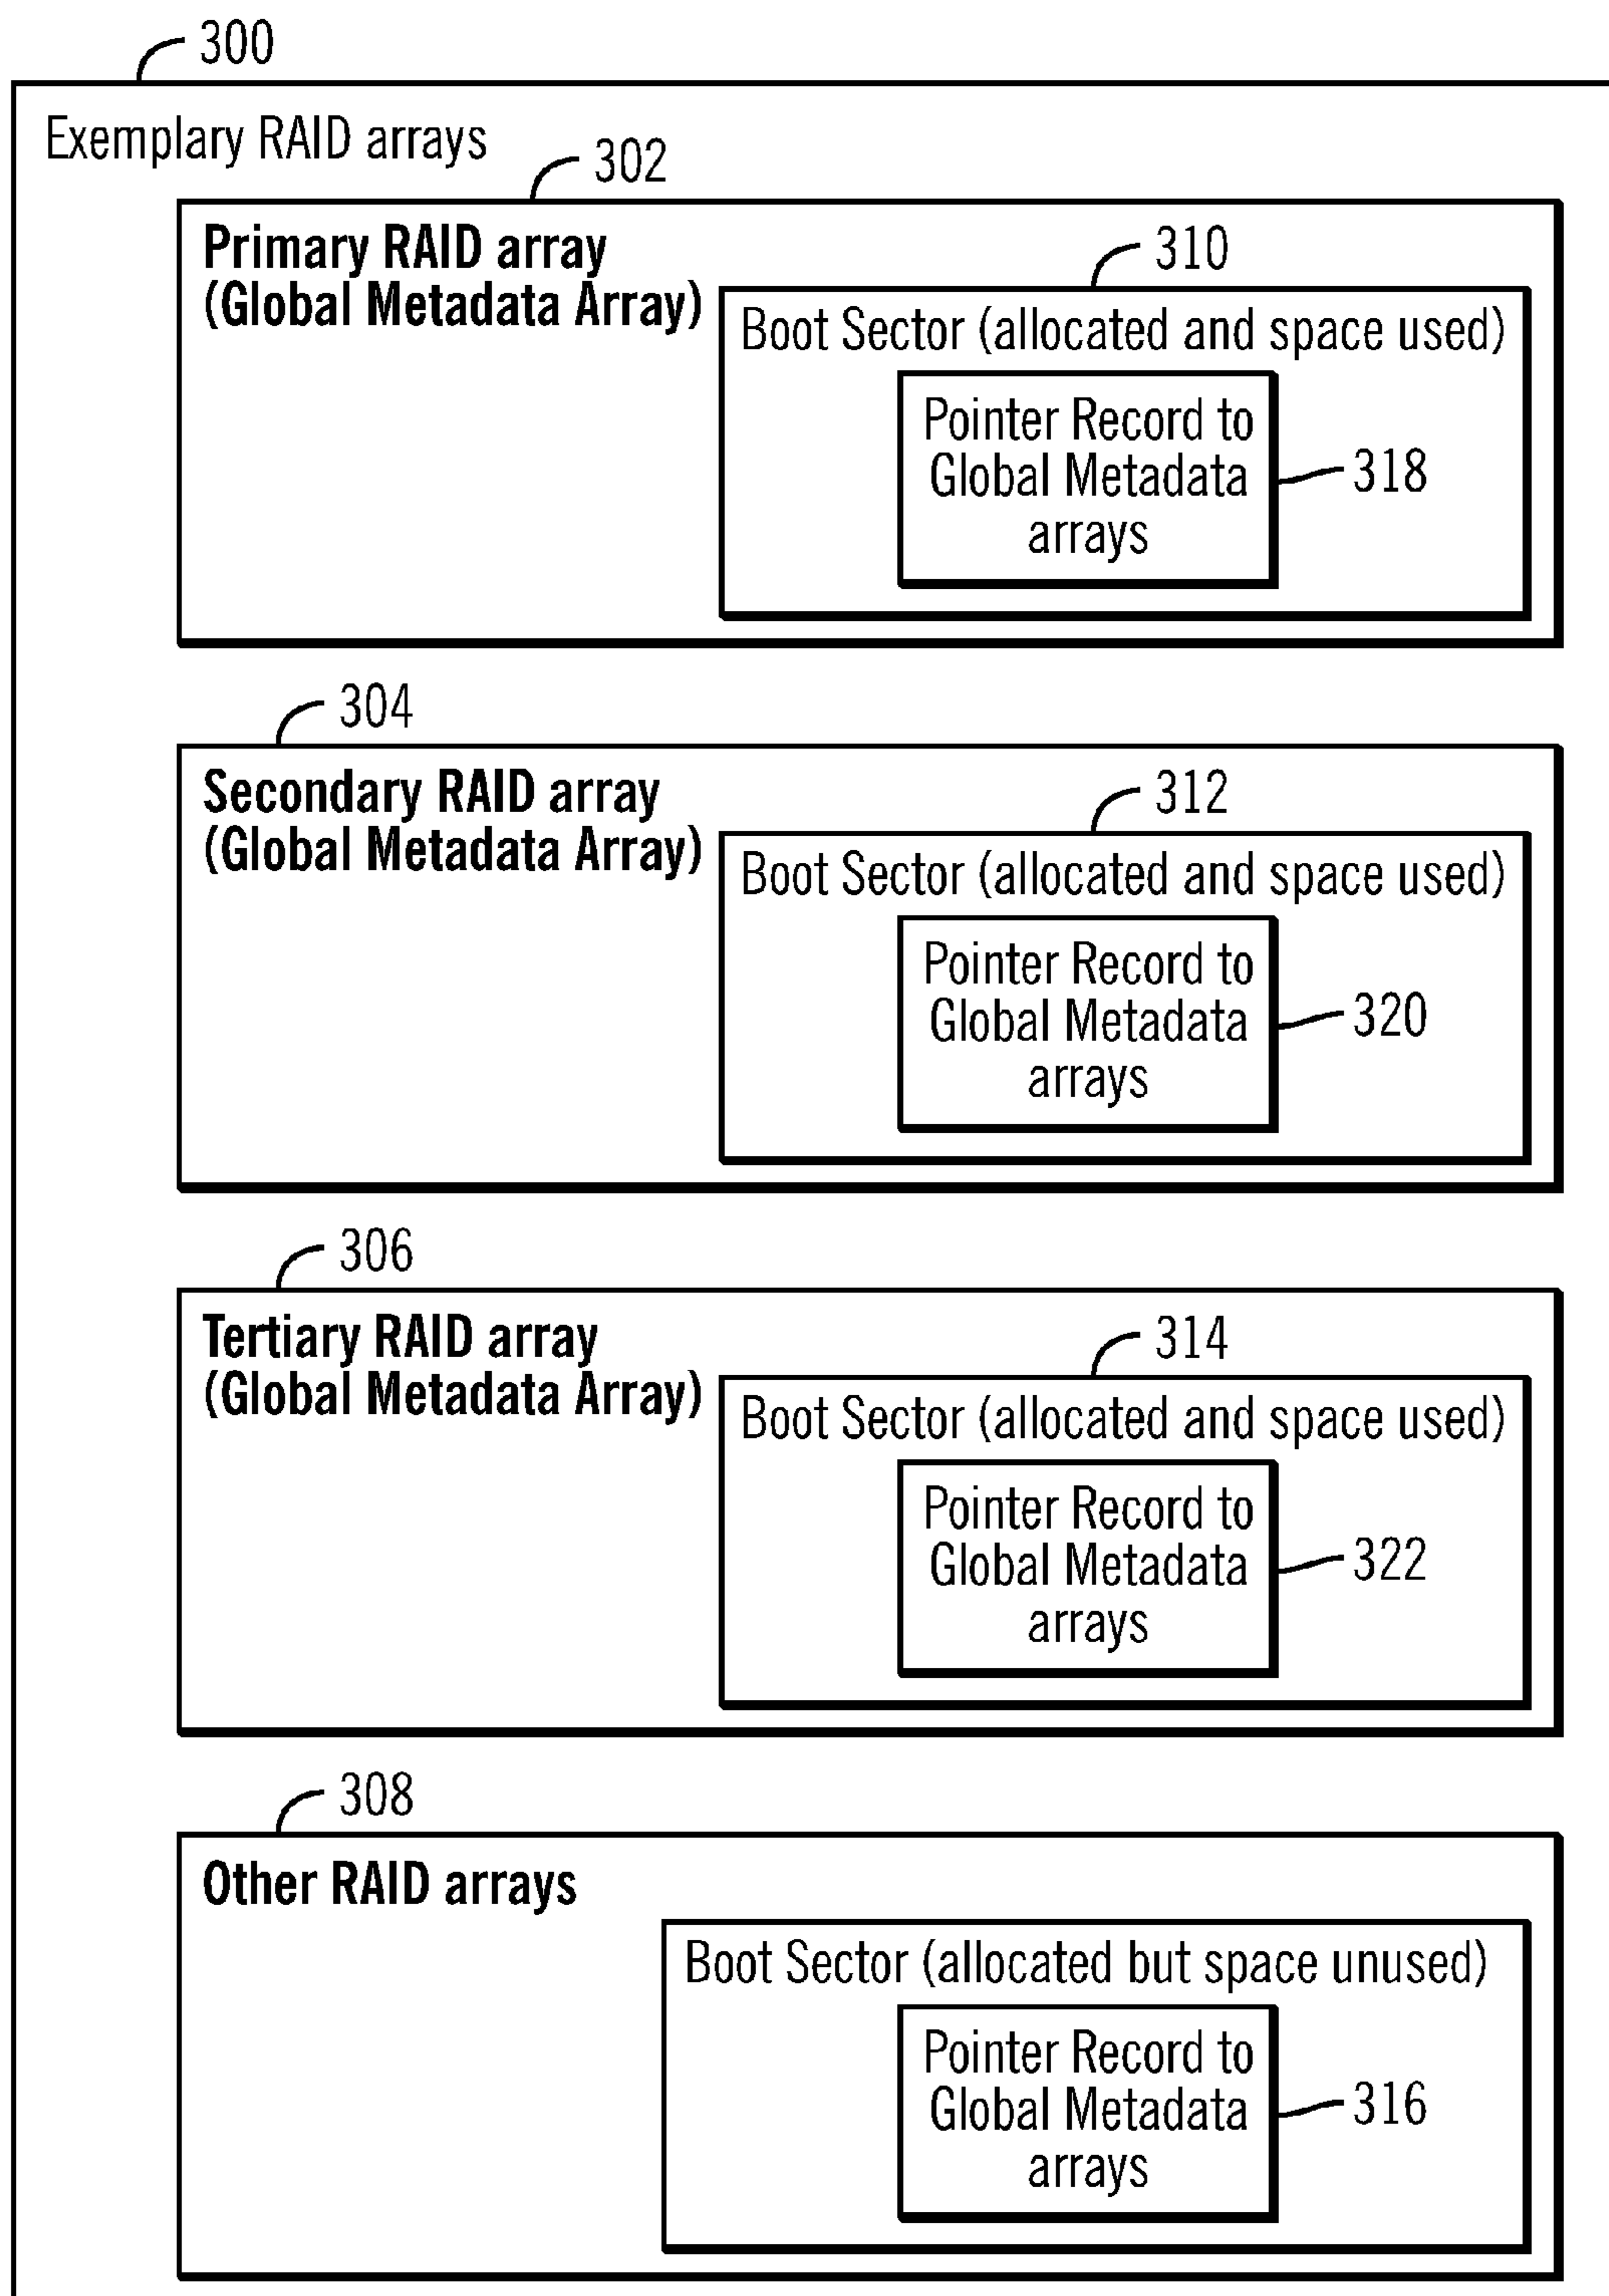 300
Exemplary RAID arrays
302
Primary RAID array
(Global Metadata Array)
310
Boot Sector (allocated and space used)
Pointer Record to
Global Metadata
arrays
318
304
Secondary RAID array
(Global Metadata Array)
312
Boot Sector (allocated and space used)
Pointer Record to
Global Metadata
arrays
320
306
Tertiary RAID array
(Global Metadata Array)
314
Boot Sector (allocated and space used)
Pointer Record to
Global Metadata
arrays
322
308
Other RAID arrays
Boot Sector (allocated but space unused)
Pointer Record to
Global Metadata
arrays
316